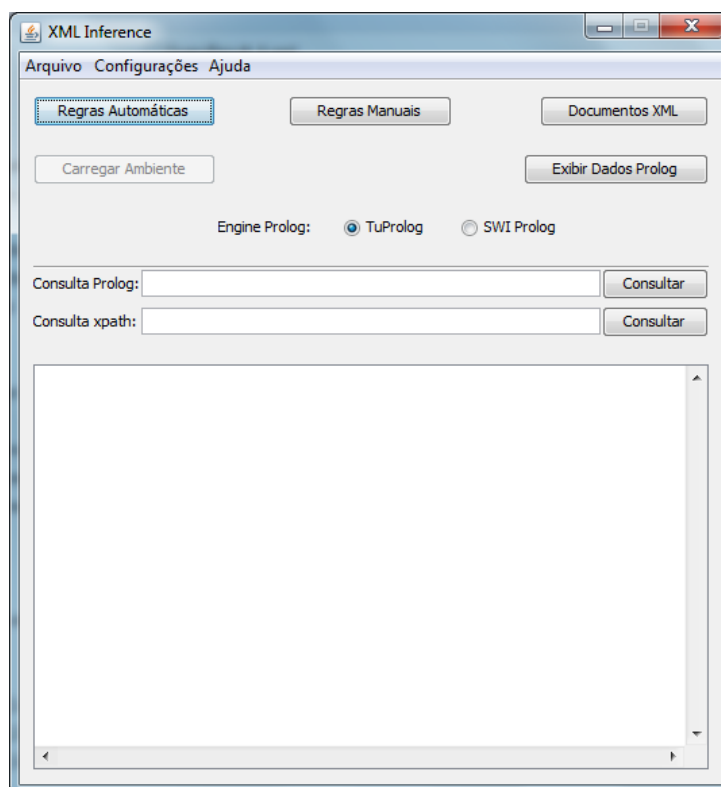 XML Inference
Arquivo Configurações Ajuda
Regras Automáticas Regras Manuais Documentos XML
Carregar Ambiente Exibir Dados Prolog
Engine Prolog: TuProlog SWI Prolog
Consulta Prolog: Consultar
Consulta xpath: Consultar